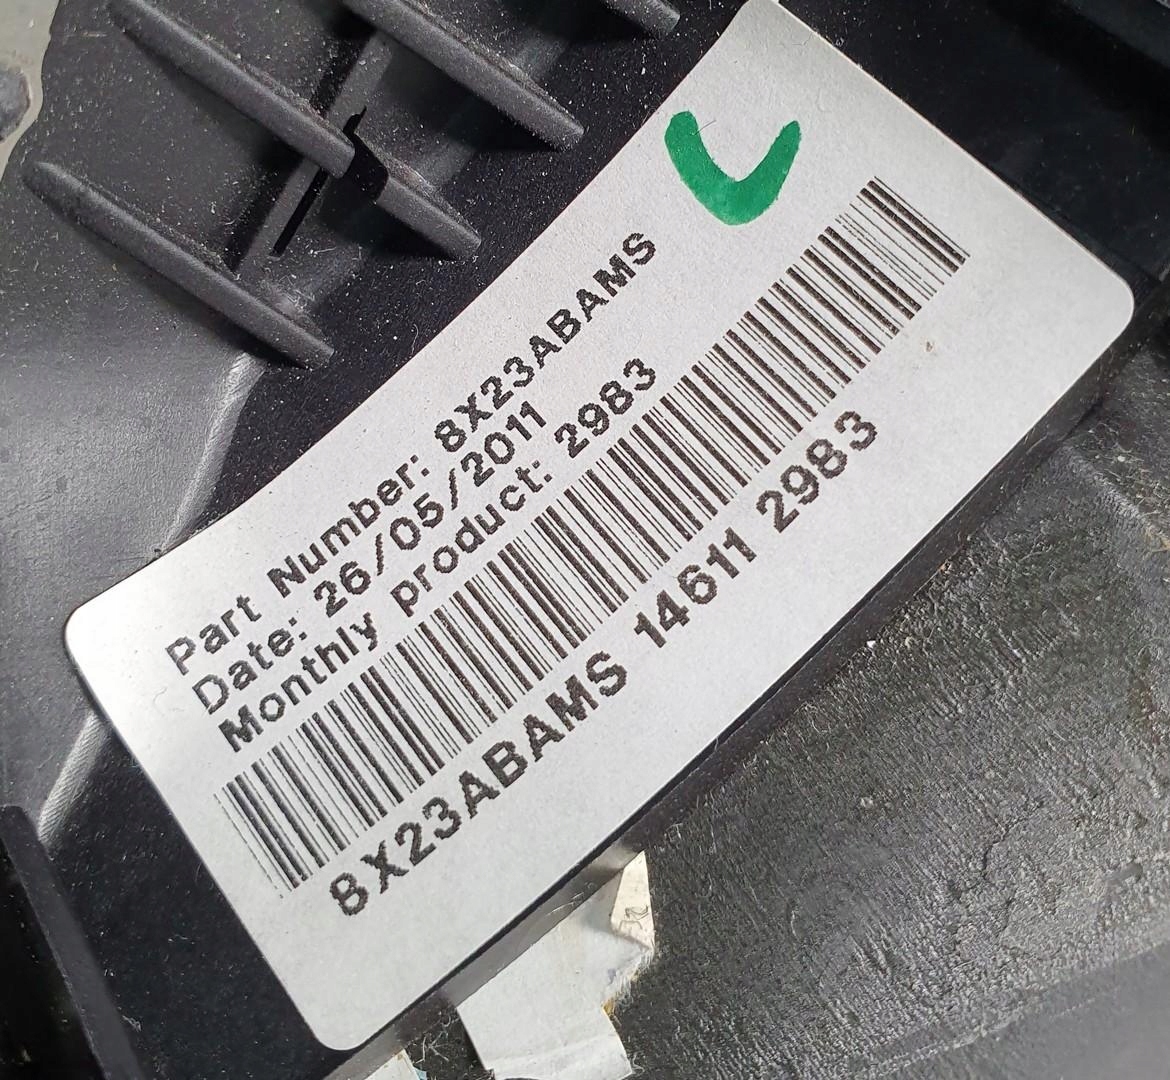 Part Number: 8X23ABAMS
Date: 26/05/2011
Monthly product: 2983
8X23ABAMS 14611 2983